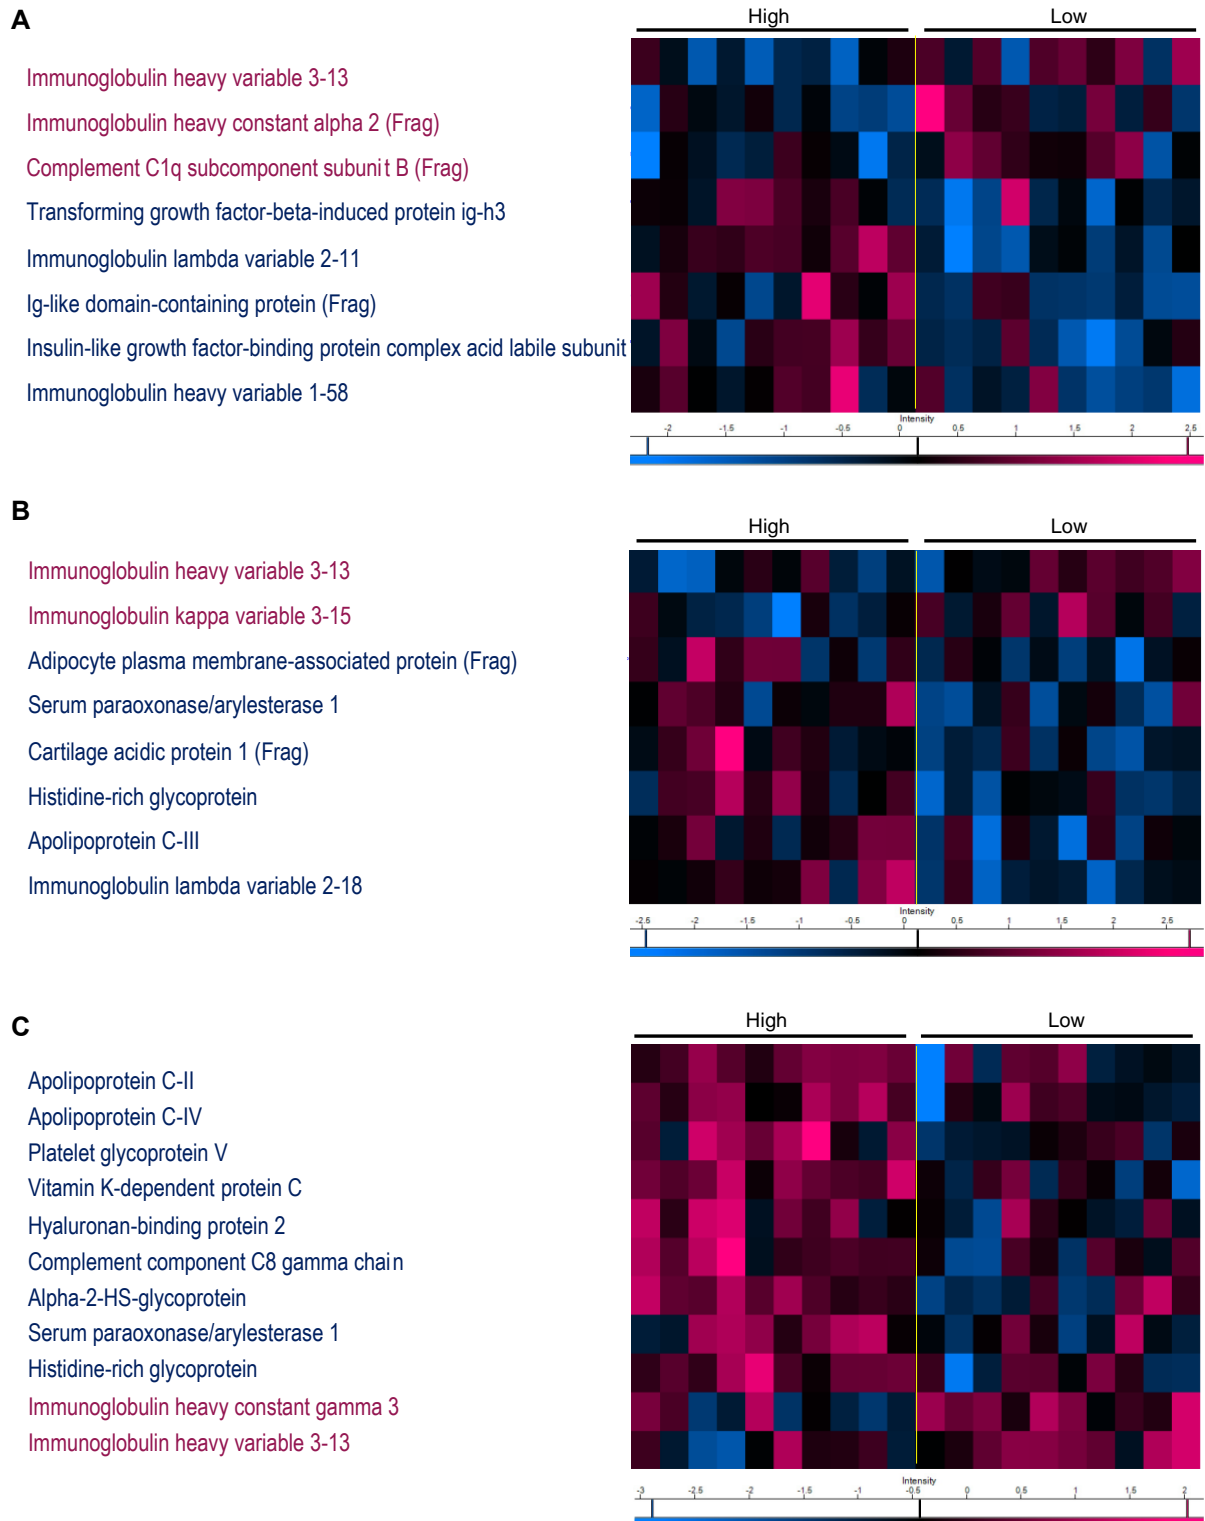 A
High Low
Immunoglobulin heavy variable 3-13
Immunoglobulin heavy constant alpha 2 (Frag)
Complement C1q subcomponent subunit B (Frag)
Transforming growth factor-beta-induced protein ig-h3
Immunoglobulin lambda variable 2-11
Ig-like domain-containing protein (Frag)
Insulin-like growth factor-binding protein complex acid labile subunit
Immunoglobulin heavy variable 1-58
Intensity
-2 -1.5 -1 -0.5 0 0.5 1 1.5 2 2.5
B
High Low
Immunoglobulin heavy variable 3-13
Immunoglobulin kappa variable 3-15
Adipocyte plasma membrane-associated protein (Frag)
Serum paraoxonase/arylesterase 1
Cartilage acidic protein 1 (Frag)
Histidine-rich glycoprotein
Apolipoprotein C-III
Immunoglobulin lambda variable 2-18
Intensity
-2.5 -2 -1.5 -1 -0.5 0 0.5 1 1.5 2 2.5
C
High Low
Apolipoprotein C-II
Apolipoprotein C-IV
Platelet glycoprotein V
Vitamin K-dependent protein C
Hyaluronan-binding protein 2
Complement component C8 gamma chain
Alpha-2-HS-glycoprotein
Serum paraoxonase/arylesterase 1
Histidine-rich glycoprotein
Immunoglobulin heavy constant gamma 3
Immunoglobulin heavy variable 3-13
Intensity
-3 -2.5 -2 -1.5 -1 -0.5 0 0.5 1 1.5 2